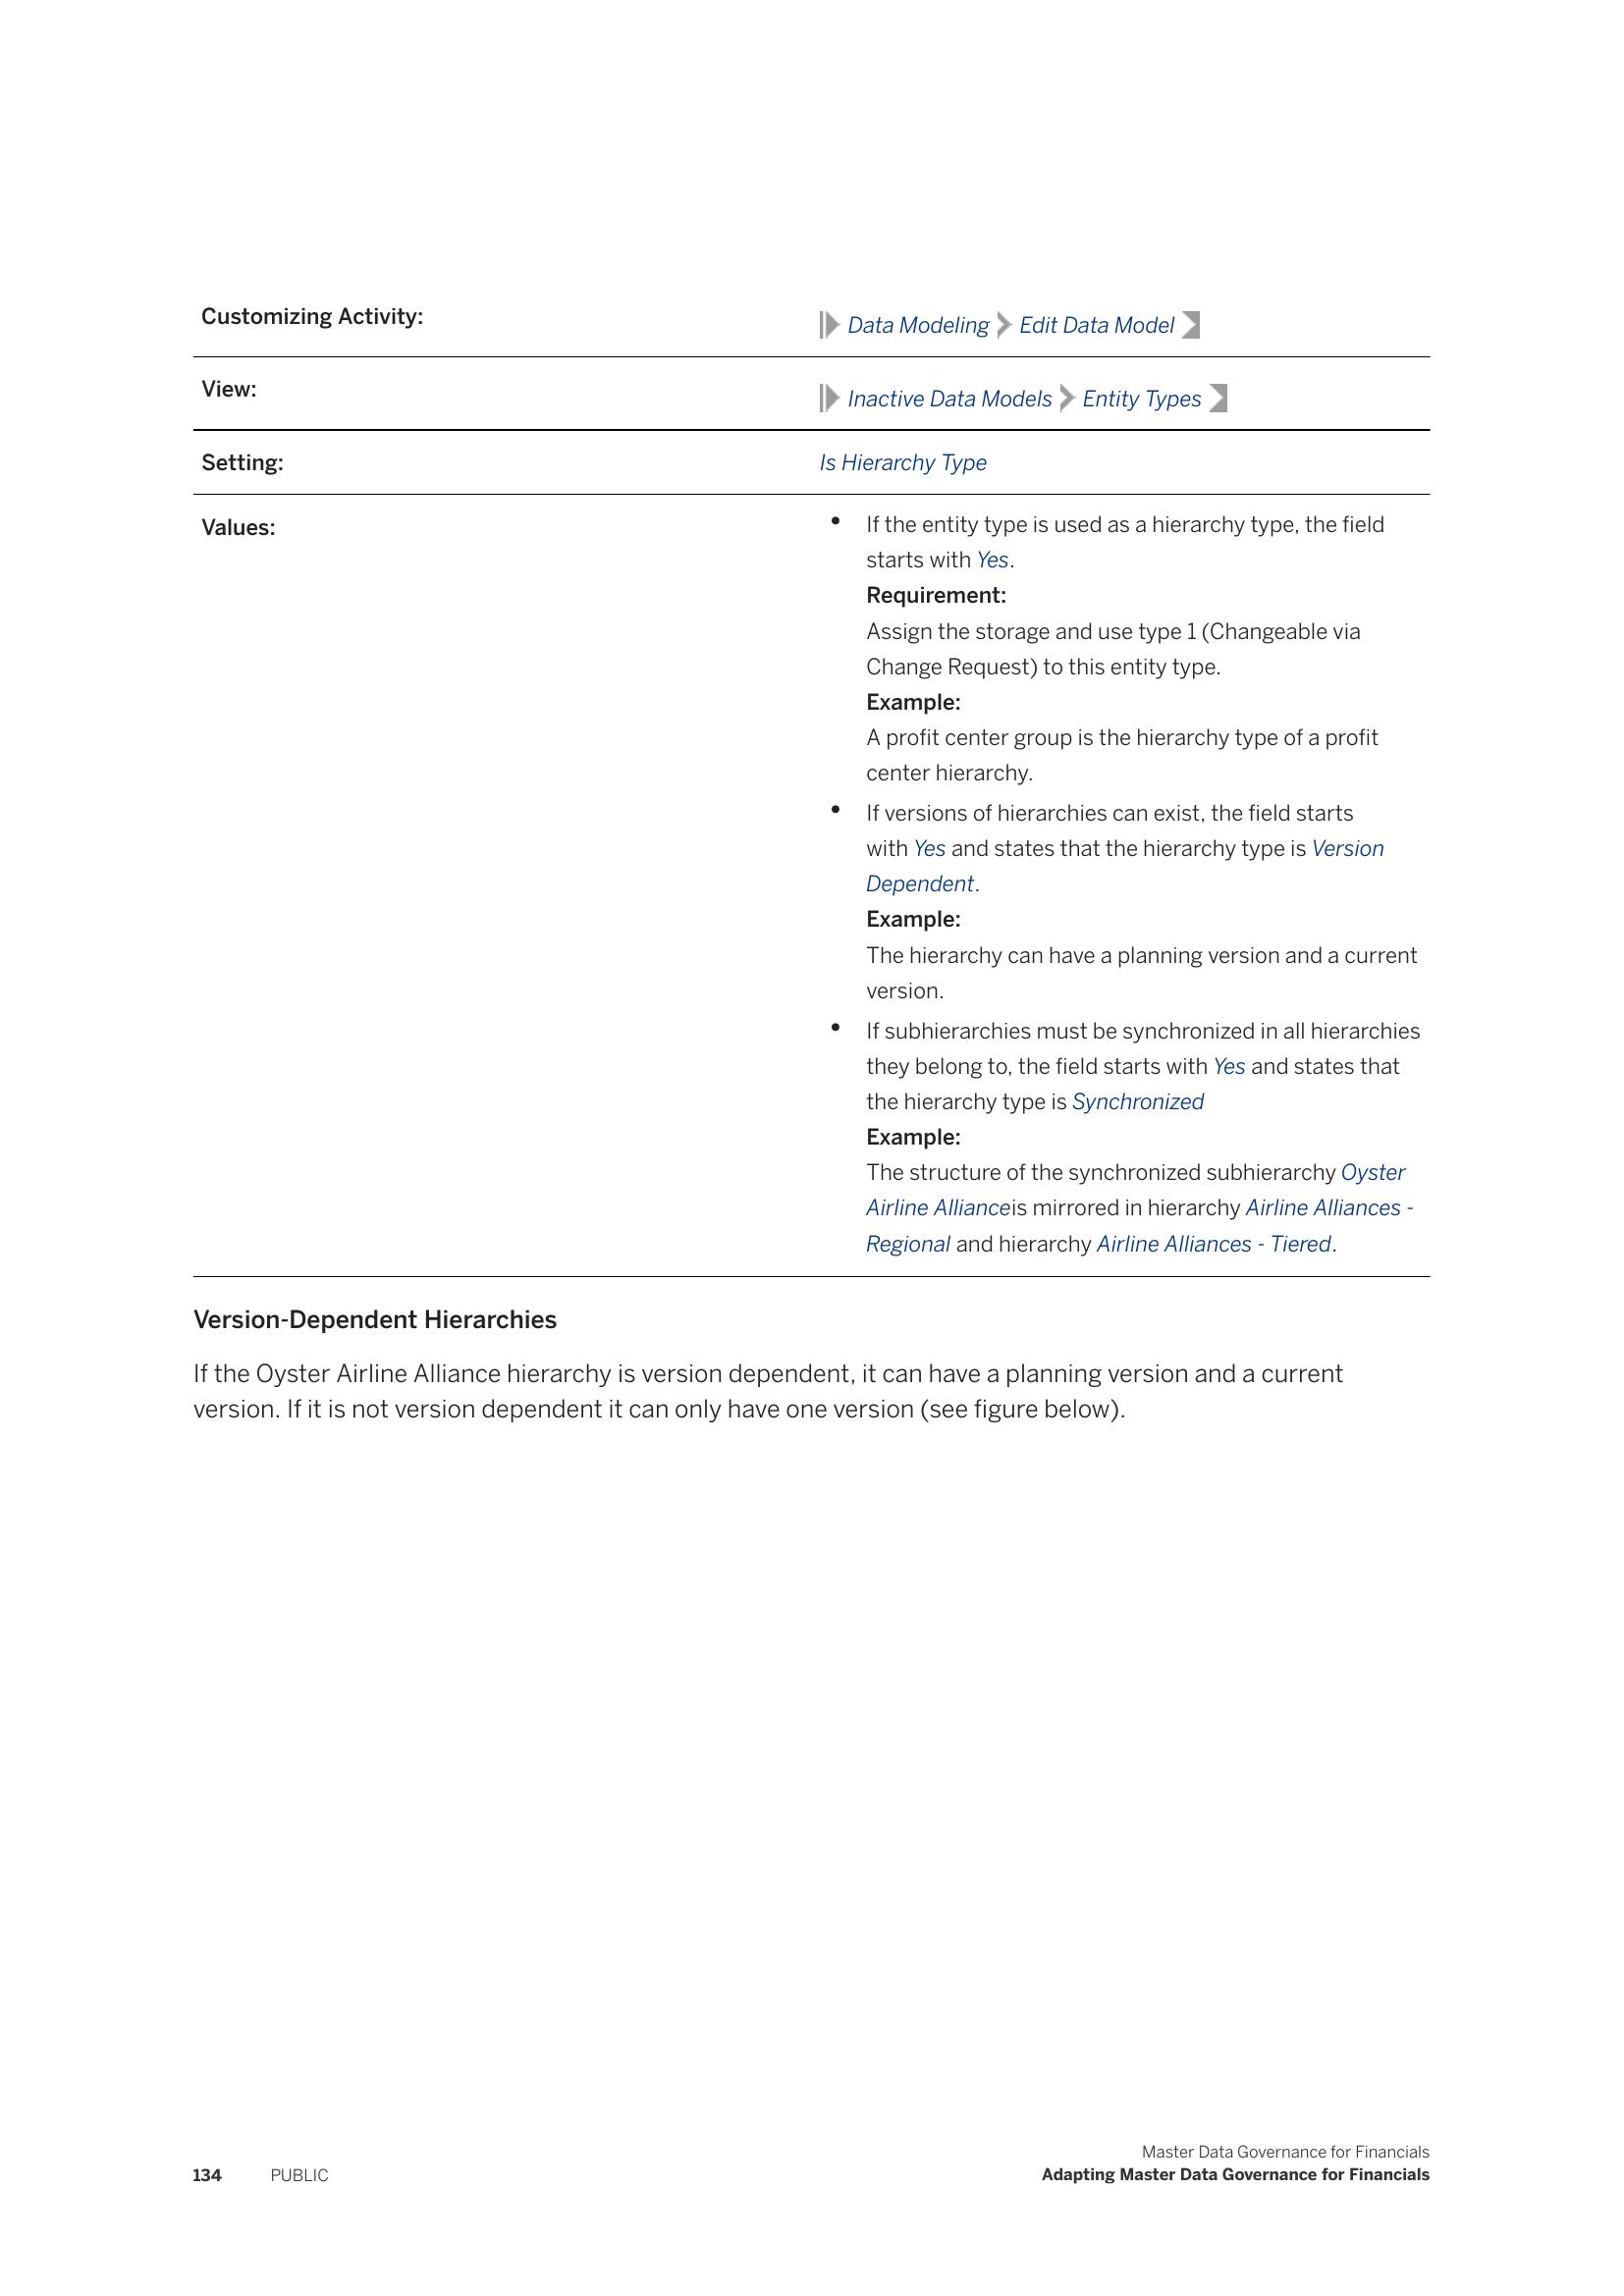 Customizing Activity:
Data Modeling Edit Data Model
View:
Inactive Data Models Entity Types
Setting:
Is Hierarchy Type
Values:
• If the entity type is used as a hierarchy type, the field
starts with Yes.
Requirement:
Assign the storage and use type 1 (Changeable via
Change Request) to this entity type.
Example:
A profit center group is the hierarchy type of a profit
center hierarchy.
• If versions of hierarchies can exist, the field starts
with Yes and states that the hierarchy type is Version
Dependent.
Example:
The hierarchy can have a planning version and a current
version.
• If subhierarchies must be synchronized in all hierarchies
they belong to, the field starts with Yes and states that
the hierarchy type is Synchronized
Example:
The structure of the synchronized subhierarchy Oyster
Airline Allianceis mirrored in hierarchy Airline Alliances -
Regional and hierarchy Airline Alliances - Tiered.
Version-Dependent Hierarchies
If the Oyster Airline Alliance hierarchy is version dependent, it can have a planning version and a current
version. If it is not version dependent it can only have one version (see figure below).
Master Data Governance for Financials
134 PUBLIC
Adapting Master Data Governance for Financials